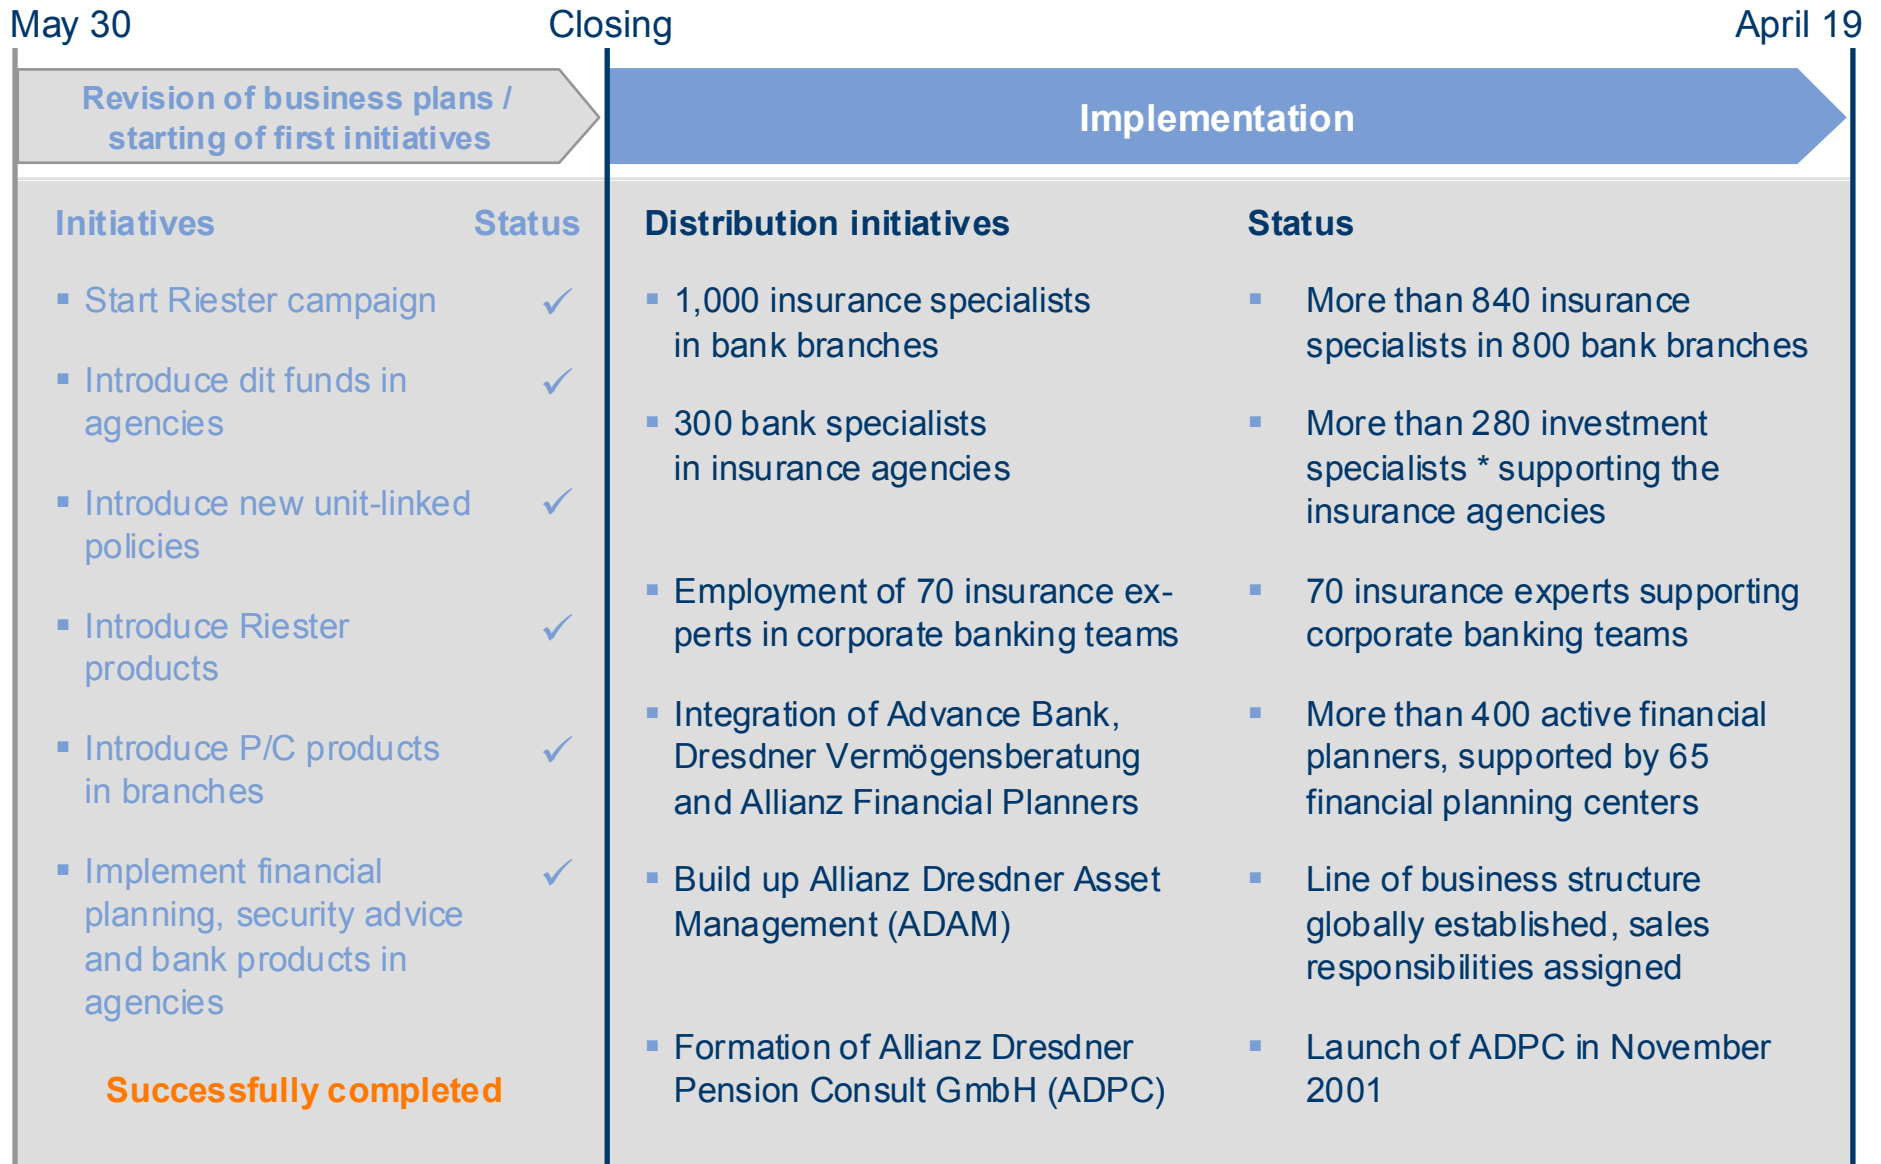 May 30
Closing
April 19
Revision of business plans /
starting of first initiatives
Implementation
Initiatives
Status
▪ Start Riester campaign ✓
▪ Introduce dit funds in ✓
agencies
▪ Introduce new unit-linked ✓
policies
▪ Introduce Riester ✓
products
▪ Introduce P/C products ✓
in branches
▪ Implement financial ✓
planning, security advice
and bank products in
agencies
Successfully completed
Distribution initiatives
Status
▪ 1,000 insurance specialists
in bank branches
▪ More than 840 insurance
specialists in 800 bank branches
▪ 300 bank specialists
in insurance agencies
▪ More than 280 investment
specialists * supporting the
insurance agencies
▪ Employment of 70 insurance ex-
perts in corporate banking teams
▪ 70 insurance experts supporting
corporate banking teams
▪ Integration of Advance Bank,
Dresdner Vermögensberatung
and Allianz Financial Planners
▪ More than 400 active financial
planners, supported by 65
financial planning centers
▪ Build up Allianz Dresdner Asset
Management (ADAM)
▪ Line of business structure
globally established, sales
responsibilities assigned
▪ Formation of Allianz Dresdner
Pension Consult GmbH (ADPC)
▪ Launch of ADPC in November
2001